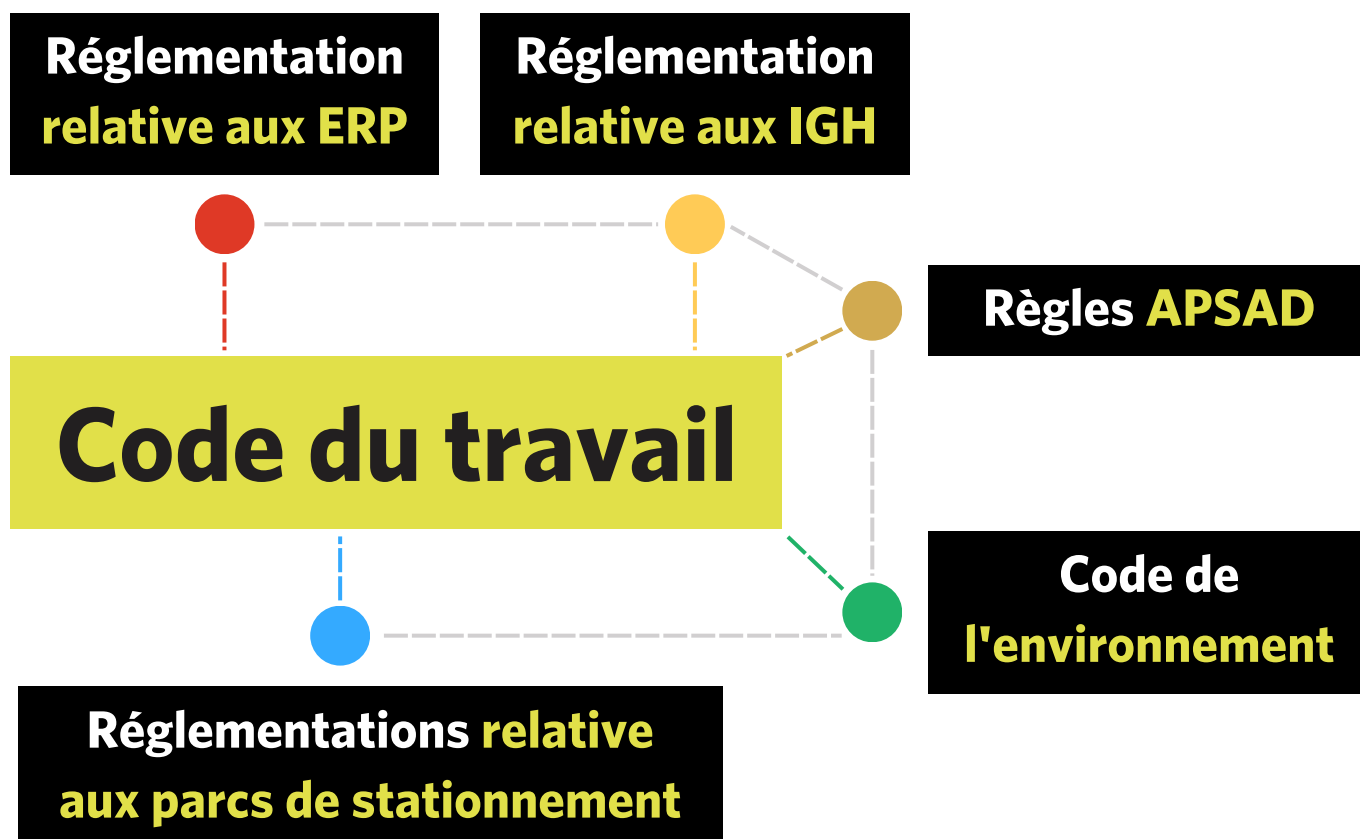 Réglementation
relative aux ERP
Réglementation
relative aux IGH
Règles APSAD
Code du travail
Code de
l'environnement
Réglementations relative
aux parcs de stationnement